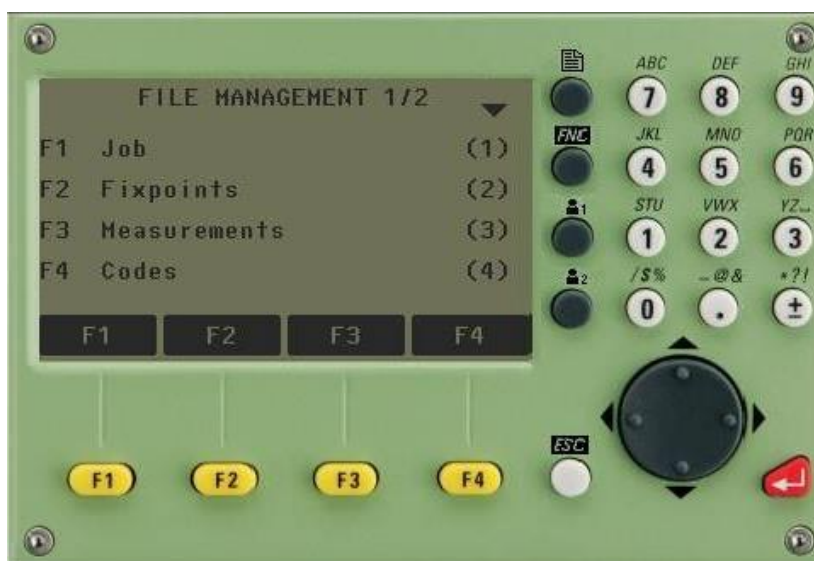 FILE MANAGEMENT 1/2
F1 Job (1)
F2 Fixpoints (2)
F3 Measurements (3)
F4 Codes (4)
F1 F2 F3 F4
F1 F2 F3 F4
FNC
1
2
ESC
ABC DEF GHI
7 8 9
JKL MNO PQR
4 5 6
STU VWX YZ
1 2 3
/$% _@& *?!
0 . ±